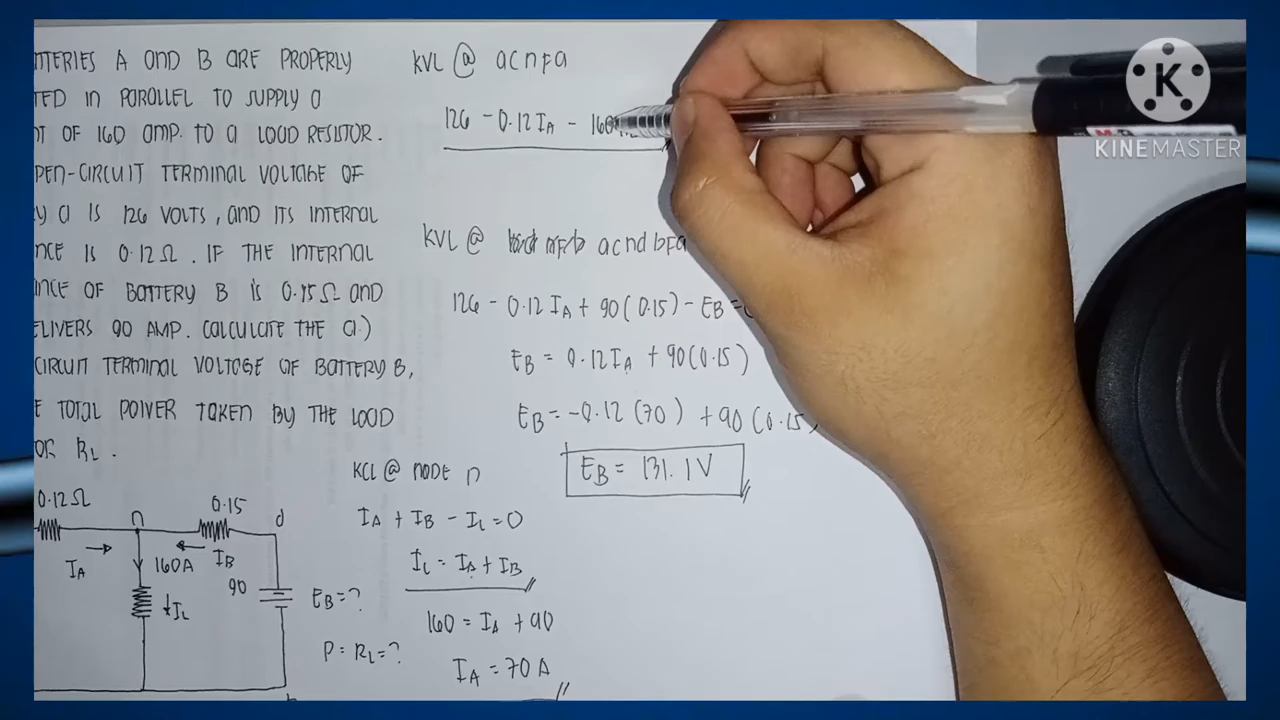 TTERIES A AND B ARE PROPERLY
TED IN PARALLEL TO SUPPLY A
OF 160 AMP. TO A LOAD RESISTOR.
PEN-CIRCUIT TERMINAL VOLTAGE OF
Y A IS 126 VOLTS, AND ITS INTERNAL
NCE IS 0.12Ω. IF THE INTERNAL
NCE OF BATTERY B IS 0.15Ω AND
ELIVERS 90 AMP. CALCULATE THE A.)
CIRCUIT TERMINAL VOLTAGE OF BATTERY B,
E TOTAL POWER TAKEN BY THE LOAD
OR RL.
0.12Ω
n
0.15
d
IA
160A
IB
IL
90
EB=?
P=RL=?
KCL @ NODE n
IA + IB - IL=0
IL = IA + IB
160 = IA + 90
IA = 70 A
KVL @ acnfa
126 - 0.12 IA - 160
KVL @ acnd bfa
126 - 0.12 IA + 90(0.15) - EB =
EB = 0.12 IA + 90(0.15)
EB = -0.12 (70) + 90 (0.15)
EB = 131.1 V
K
KINEMASTER